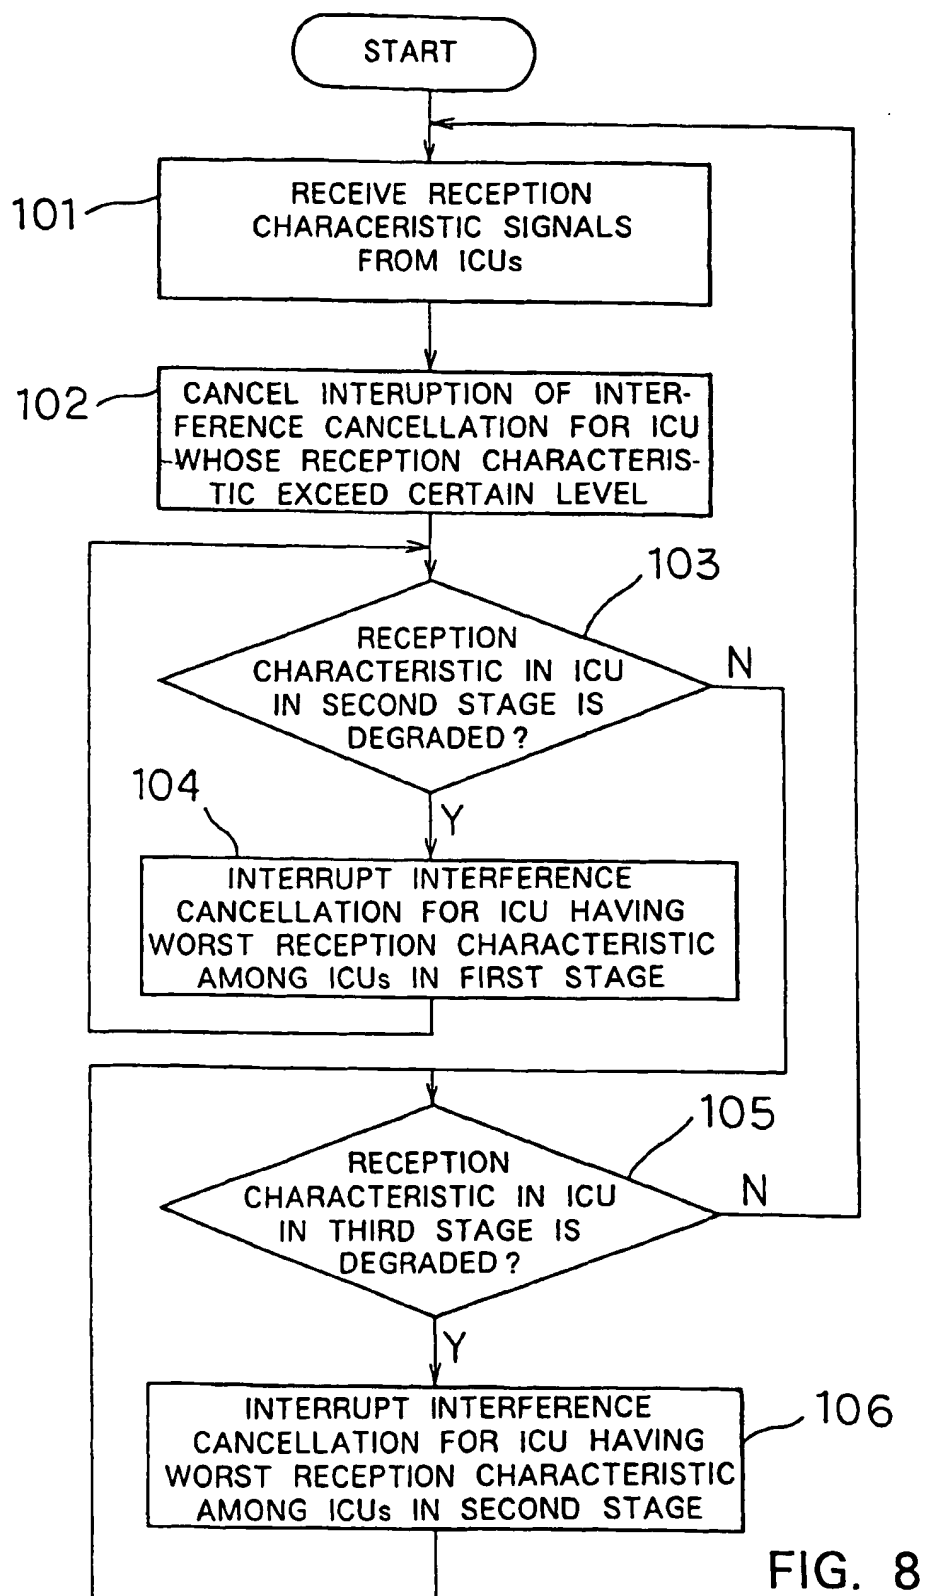 START
101
RECEIVE RECEPTION
CHARACERISTIC SIGNALS
FROM ICUs
102
CANCEL INTERUPTION OF INTER-
FERENCE CANCELLATION FOR ICU
WHOSE RECEPTION CHARACTERIS-
TIC EXCEED CERTAIN LEVEL
103
RECEPTION
CHARACTERISTIC IN ICU
IN SECOND STAGE IS
DEGRADED?
N
Y
104
INTERRUPT INTERFERENCE
CANCELLATION FOR ICU HAVING
WORST RECEPTION CHARACTERISTIC
AMONG ICUs IN FIRST STAGE
105
RECEPTION
CHARACTERISTIC IN ICU
IN THIRD STAGE IS
DEGRADED?
N
Y
106
INTERRUPT INTERFERENCE
CANCELLATION FOR ICU HAVING
WORST RECEPTION CHARACTERISTIC
AMONG ICUs IN SECOND STAGE
FIG. 8